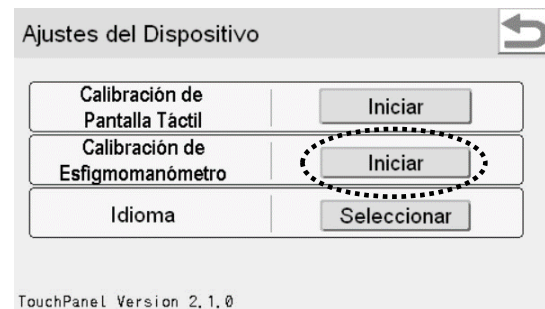 Ajustes del Dispositivo
Calibración de
Pantalla Táctil
Iniciar
Calibración de
Esfigmomanómetro
Iniciar
Idioma
Seleccionar
TouchPanel Version 2.1.0